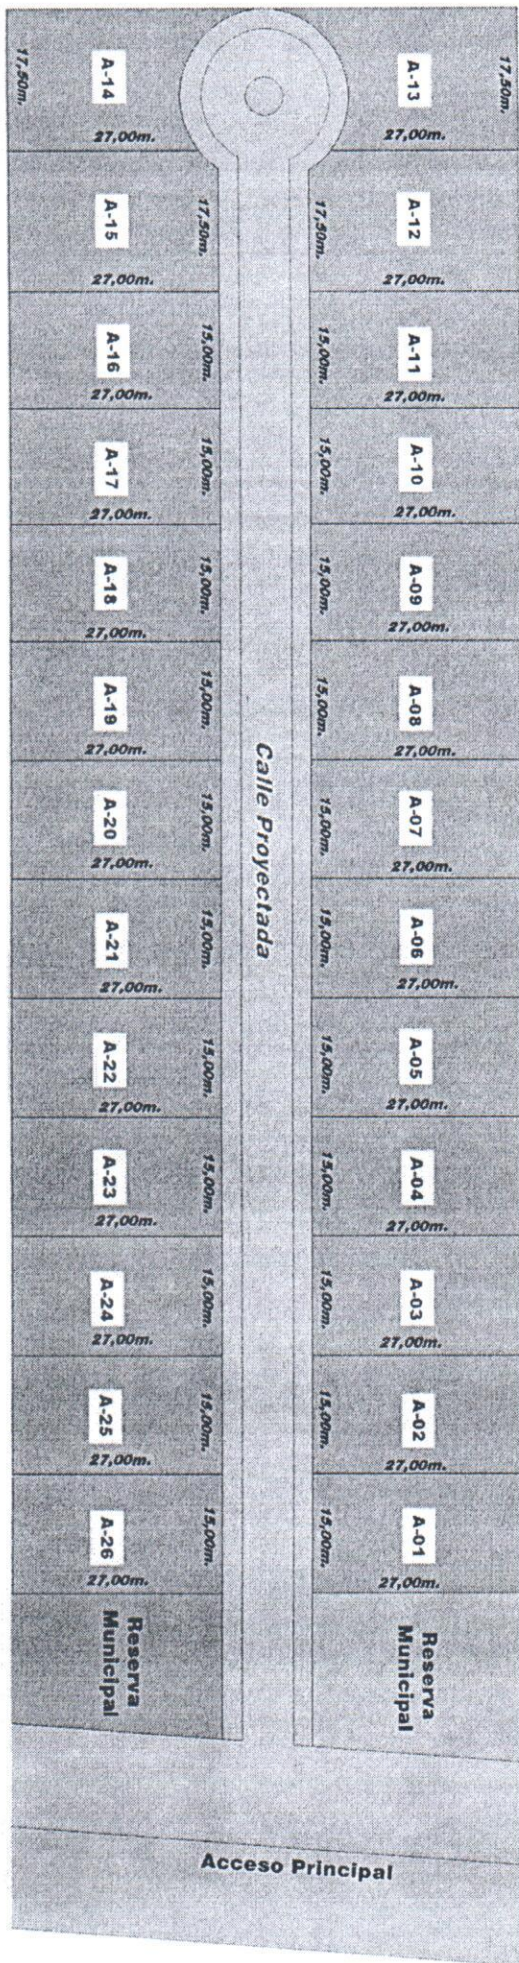 17,50m.
A-14
27,00m.
A-13
17,50m.
A-15
17,50m.
27,00m.
17,50m.
A-12
27,00m.
A-16
15,00m.
27,00m.
15,00m.
A-11
27,00m.
A-17
15,00m.
27,00m.
15,00m.
A-10
27,00m.
A-18
15,00m.
27,00m.
15,00m.
A-09
27,00m.
A-19
15,00m.
27,00m.
15,00m.
A-08
27,00m.
Calle Proyectada
A-20
15,00m.
27,00m.
15,00m.
A-07
27,00m.
A-21
15,00m.
27,00m.
15,00m.
A-06
27,00m.
A-22
15,00m.
27,00m.
15,00m.
A-05
27,00m.
A-23
15,00m.
27,00m.
15,00m.
A-04
27,00m.
A-24
15,00m.
27,00m.
15,00m.
A-03
27,00m.
A-25
15,00m.
27,00m.
15,00m.
A-02
27,00m.
A-26
15,00m.
27,00m.
15,00m.
A-01
27,00m.
Reserva
Municipal
Reserva
Municipal
Acceso Principal